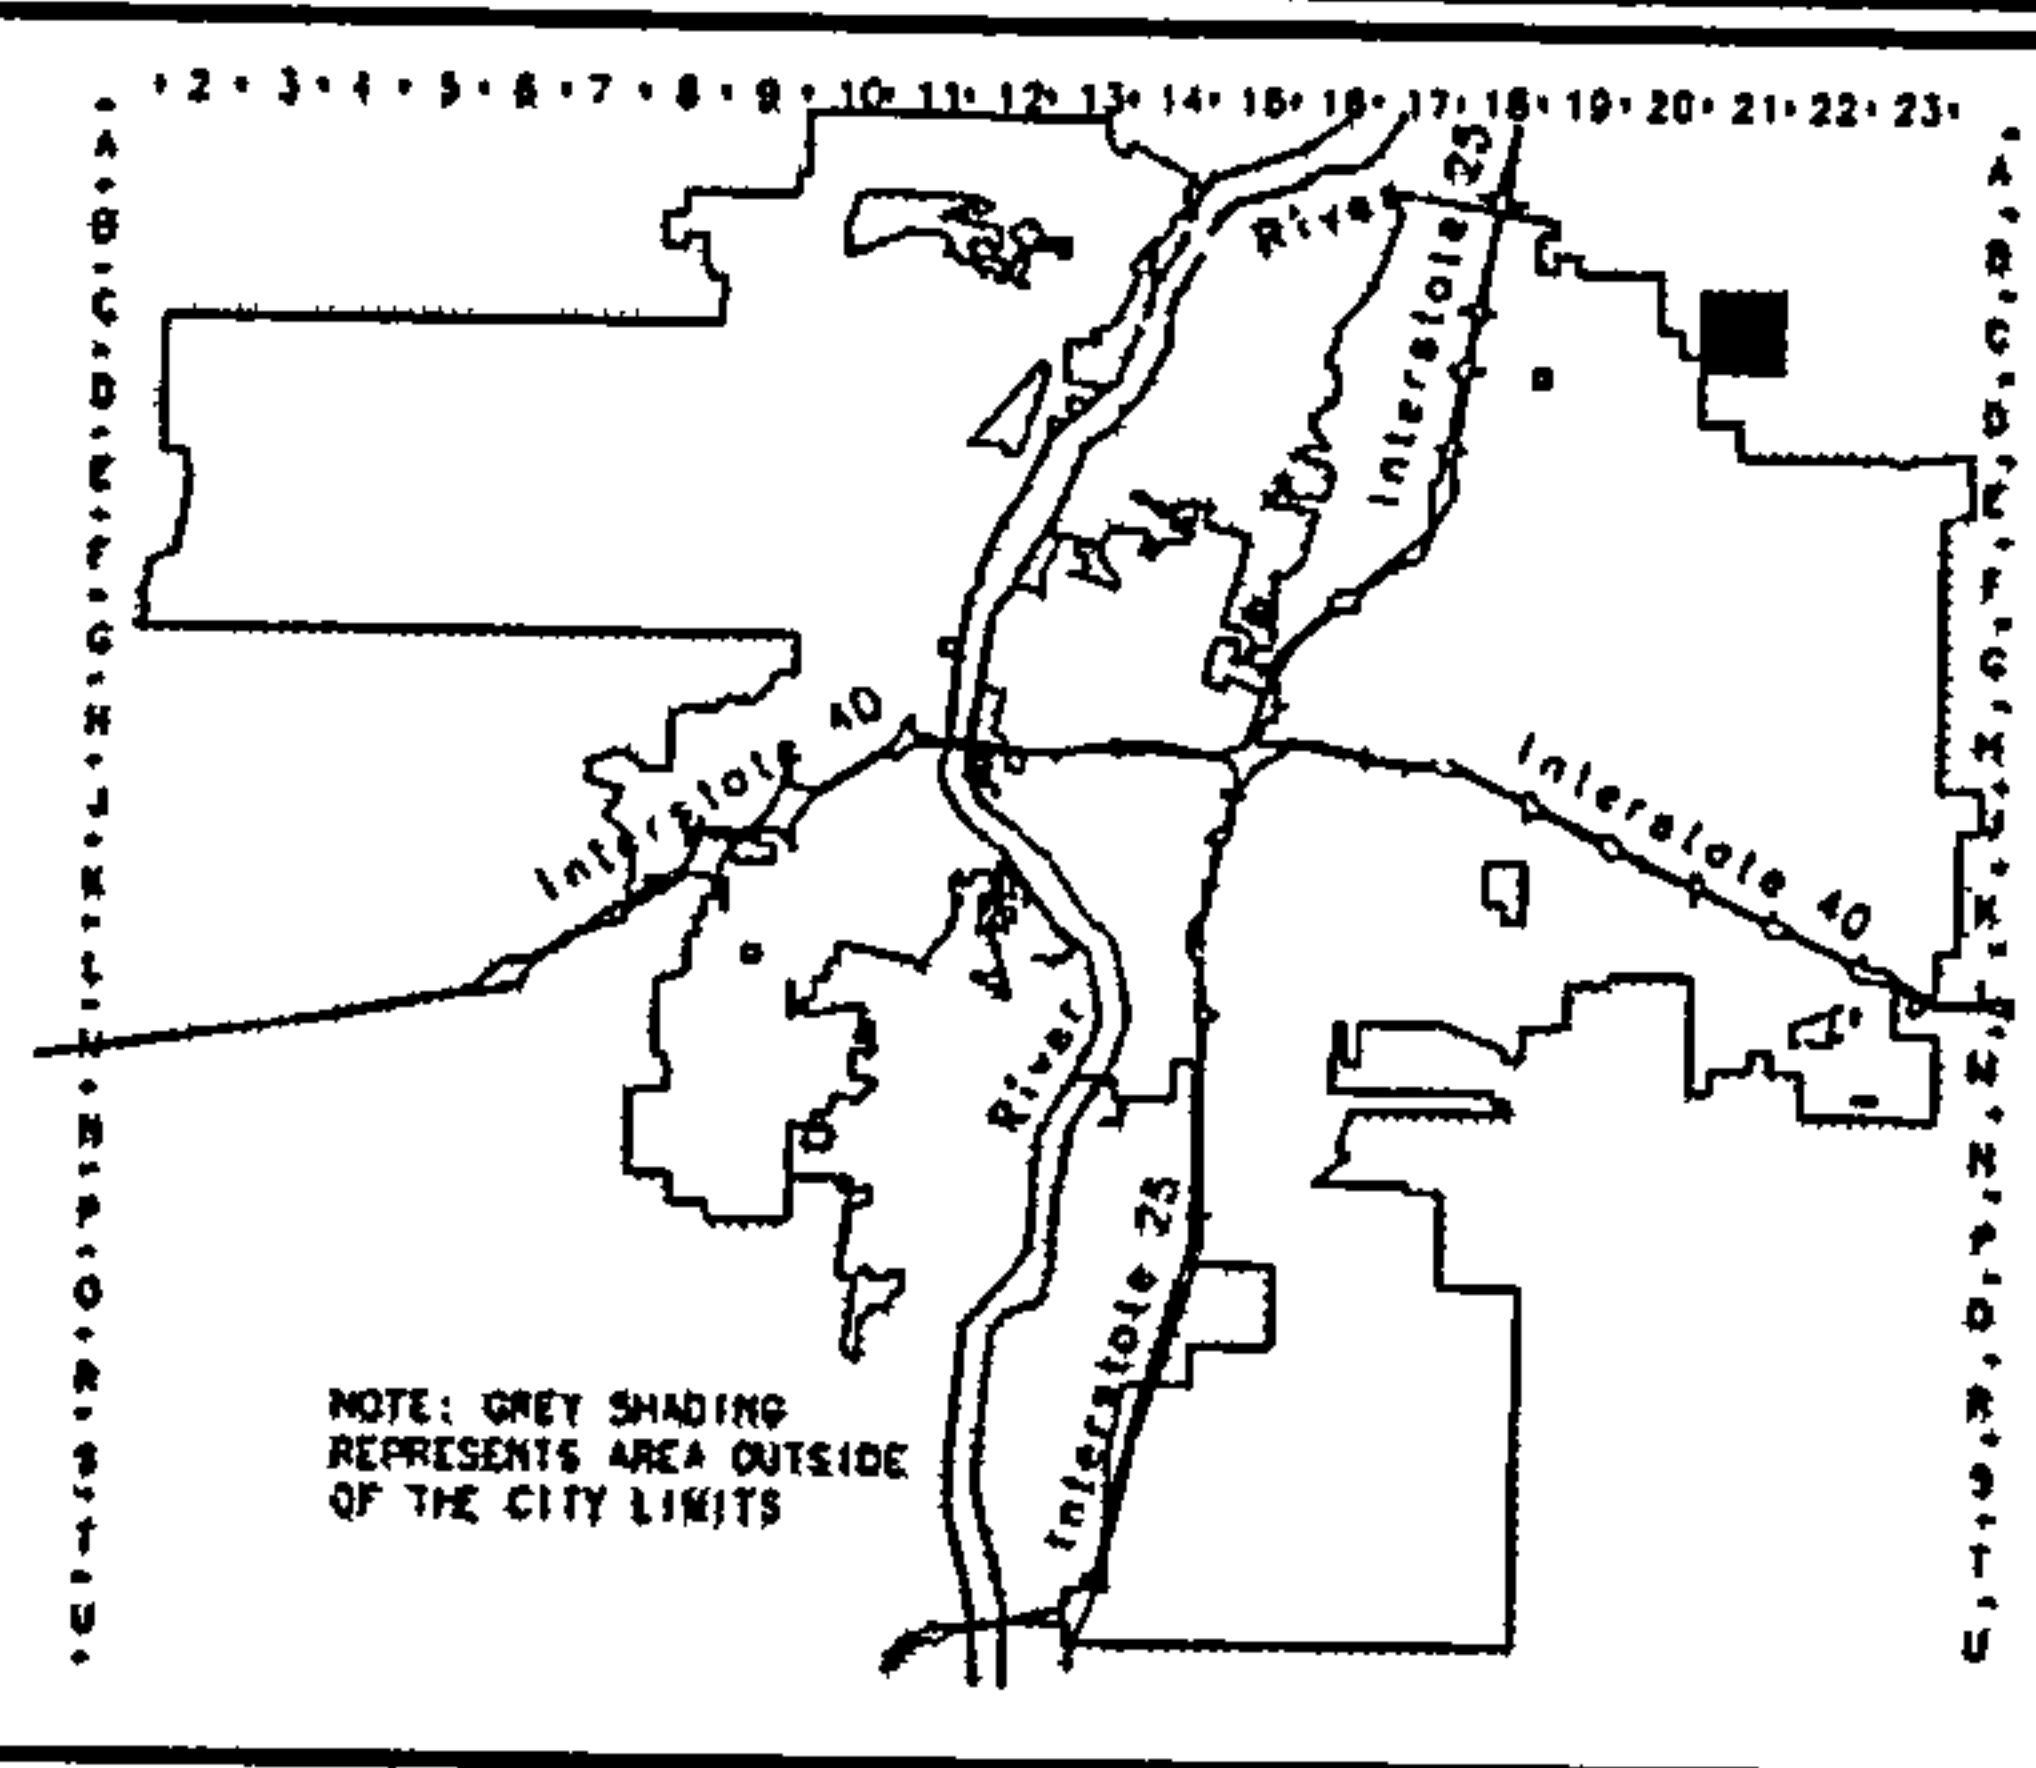 2 3 4 5 6 7 8 9 10 11 12 13 14 15 16 17 18 19 20 21 22 23
A
B
C
D
E
F
G
H
J
K
L
M
N
P
Q
R
S
T
U
A
B
C
D
E
F
G
H
J
K
L
M
N
P
Q
R
S
T
U
River
Interstate 25
Interstate 40
Interstate 40
River
Interstate 25
NOTE: GREY SHADING
REPRESENTS AREA OUTSIDE
OF THE CITY LIMITS